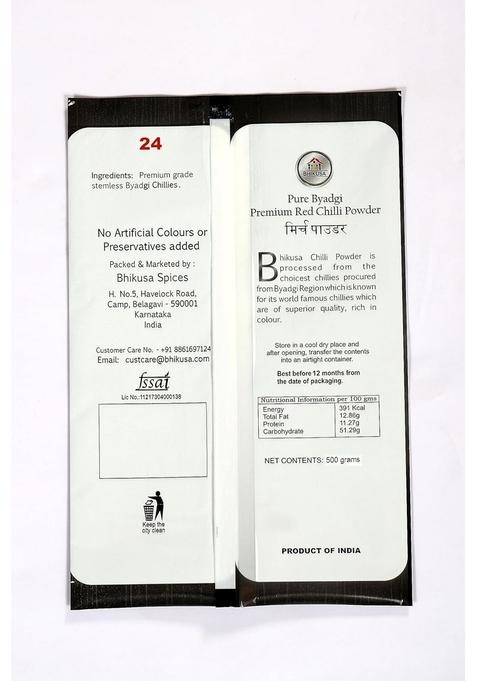 24
Ingredients: Premium grade
stemless Byadgi Chillies.
No Artificial Colours or
Preservatives added
Packed & Marketed by :
Bhikusa Spices
H. No.5, Havelock Road,
Camp, Belagavi - 590001
Karnataka
India
Customer Care No. - +91 8861697124
Email: custcare@bhikusa.com
fssai
Lic No.:11217304000138
Keep the
city clean
BHIKUSA
Pure Byadgi
Premium Red Chilli Powder
मिर्च पाउडर
Bhikusa Chilli Powder is
processed from the
choicest chillies procured
from Byadgi Region which is known
for its world famous chillies which
are of superior quality, rich in
colour.
Store in a cool dry place and
after opening, transfer the contents
into an airtight container.
Best before 12 months from
the date of packaging.
Nutritional Information per 100 gms
Energy 391 Kcal
Total Fat 12.86g
Protein 11.27g
Carbohydrate 51.29g
NET CONTENTS: 500 grams
PRODUCT OF INDIA